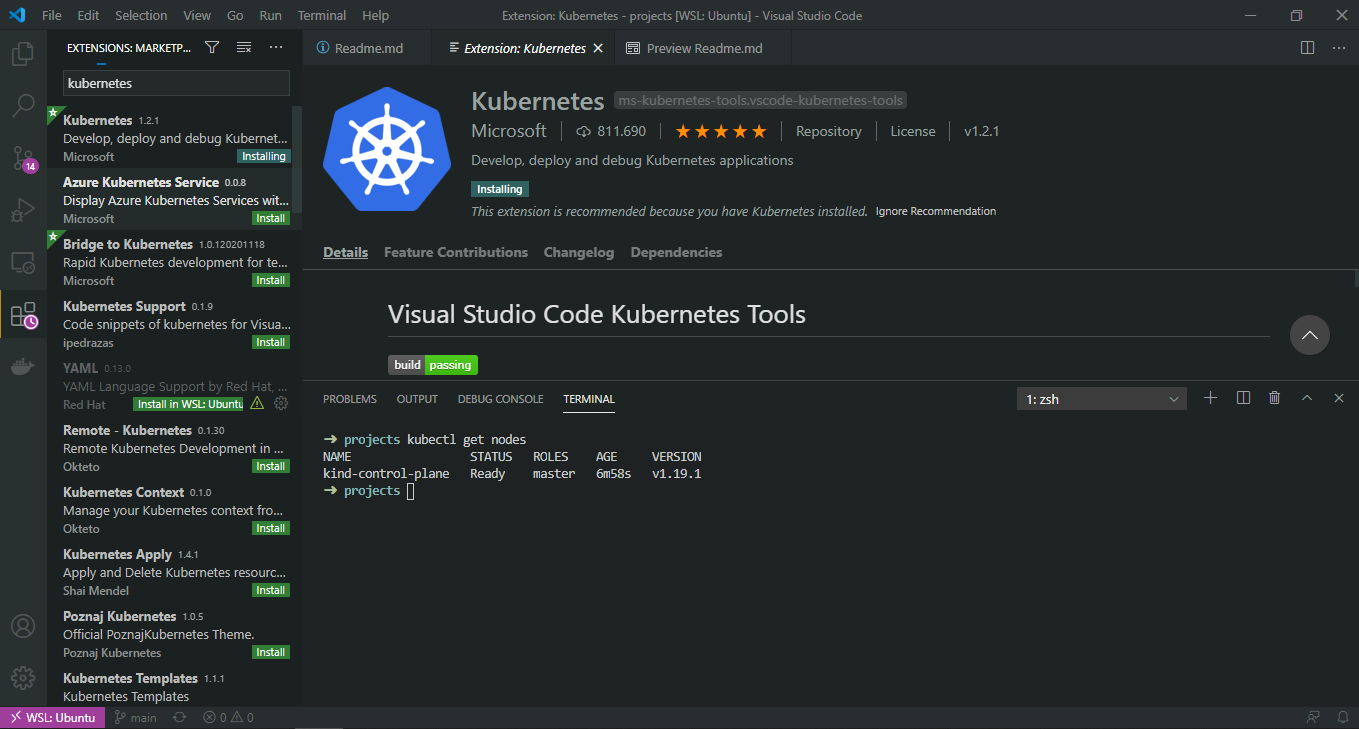 File Edit Selection View Go Run Terminal Help
Extension: Kubernetes - projects [WSL: Ubuntu] - Visual Studio Code
EXTENSIONS: MARKETP...
kubernetes
Kubernetes 1.2.1
Develop, deploy and debug Kubernet...
Microsoft Installing
Azure Kubernetes Service 0.0.8
Display Azure Kubernetes Services wit...
Microsoft Install
Bridge to Kubernetes 1.0.120201118
Rapid Kubernetes development for te...
Microsoft Install
Kubernetes Support 0.1.9
Code snippets of kubernetes for Visua...
ipedrazas Install
YAML 0.13.0
YAML Language Support by Red Hat, ...
Red Hat Install in WSL: Ubuntu
Remote - Kubernetes 0.1.30
Remote Kubernetes Development in ...
Okteto Install
Kubernetes Context 0.1.0
Manage your Kubernetes context fro...
Okteto Install
Kubernetes Apply 1.4.1
Apply and Delete Kubernetes resourc...
Shai Mendel Install
Poznaj Kubernetes 1.0.5
Official PoznajKubernetes Theme.
Poznaj Kubernetes Install
Kubernetes Templates 1.1.1
Kubernetes Templates
14
Readme.md Extension: Kubernetes Preview Readme.md
Kubernetes ms-kubernetes-tools.vscode-kubernetes-tools
Microsoft 811.690 Repository License v1.2.1
Develop, deploy and debug Kubernetes applications
Installing
This extension is recommended because you have Kubernetes installed. Ignore Recommendation
Details Feature Contributions Changelog Dependencies
Visual Studio Code Kubernetes Tools
build passing
PROBLEMS OUTPUT DEBUG CONSOLE TERMINAL 1: zsh
➜ projects kubectl get nodes
NAME STATUS ROLES AGE VERSION
kind-control-plane Ready master 6m58s v1.19.1
➜ projects
WSL: Ubuntu main 0 0